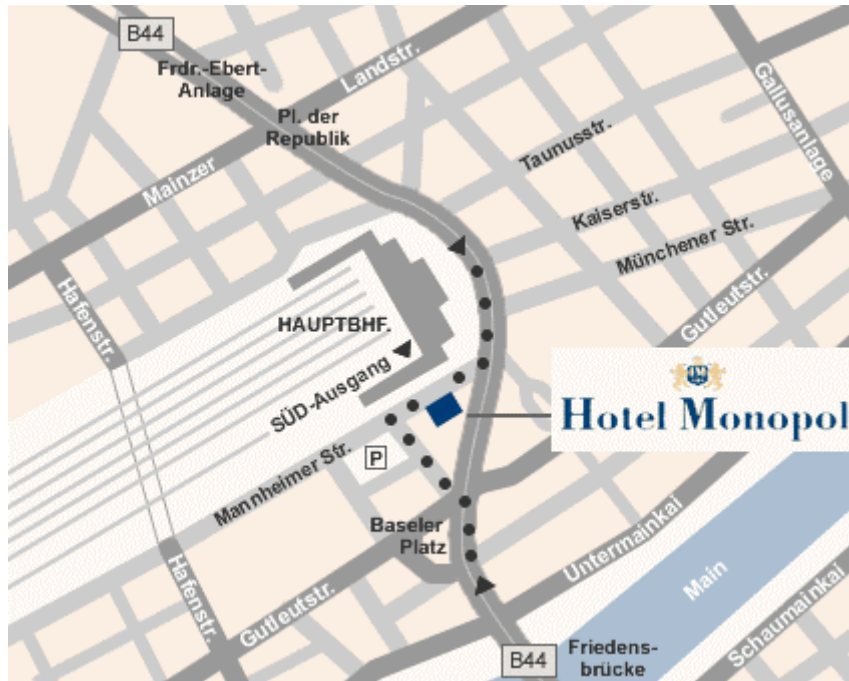 B44
Frdr.-Ebert-
Anlage
Landstr.
Pl. der
Republik
Gallusanlage
Taunusstr.
Mainzer
Kaiserstr.
Münchener Str.
Hafenstr.
Gutleutstr.
HAUPTBHF.
SÜD-Ausgang
Hotel Monopol
P
Mannheimer Str.
Baseler
Platz
Untermainkai
Main
Hafenstr.
Gutleutstr.
Schaumainkai
B44
Friedens-
brücke